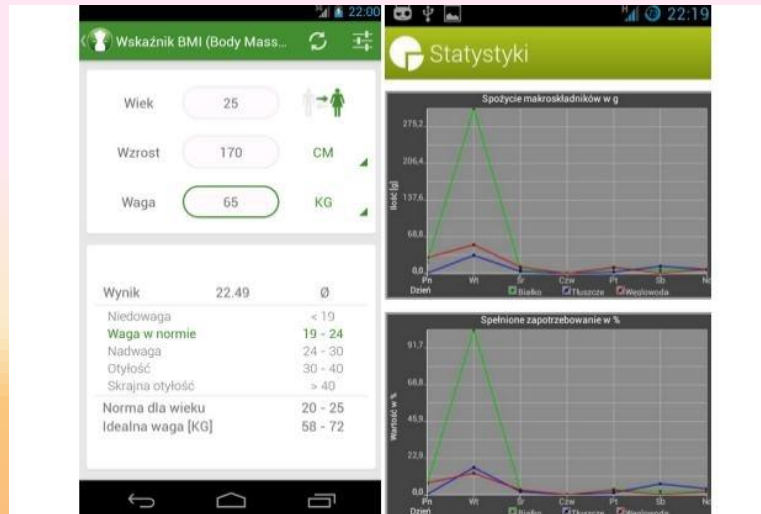 22:00
Wskaźnik BMI (Body Mass...
Wiek 25
Wzrost 170 CM
Waga 65 KG
Wynik 22.49 Ø
Niedowaga < 19
Waga w normie 19 - 24
Nadwaga 24 - 30
Otyłość 30 - 40
Skrajna otyłość > 40
Norma dla wieku 20 - 25
Idealna waga [KG] 58 - 72
22:19
Statystyki
Spożycie makroskładników w g
275,2
206,4
137,6
68,8
0,0
Ilość [g]
Pn Wt Śr Czw Pt Sb Nd
Dzień Białko Tłuszcze Węglowoda
Spełnione zapotrzebowanie w %
91,7
68,8
45,9
22,9
0,0
Wartość w %
Pn Wt Śr Czw Pt Sb Nd
Dzień Białko Tłuszcze Węglowoda